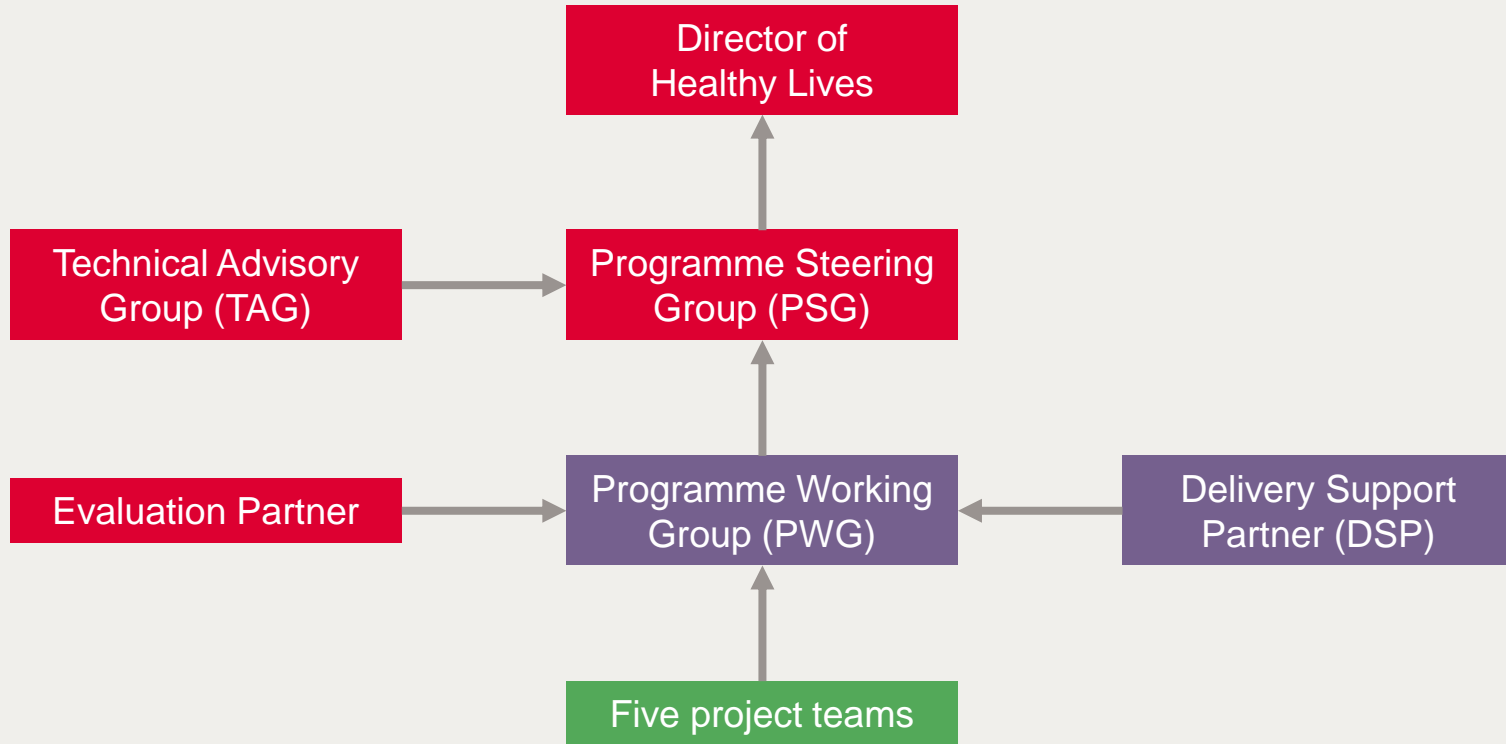 Director of
Healthy Lives
Technical Advisory
Group (TAG)
Programme Steering
Group (PSG)
Evaluation Partner
Programme Working
Group (PWG)
Delivery Support
Partner (DSP)
Five project teams